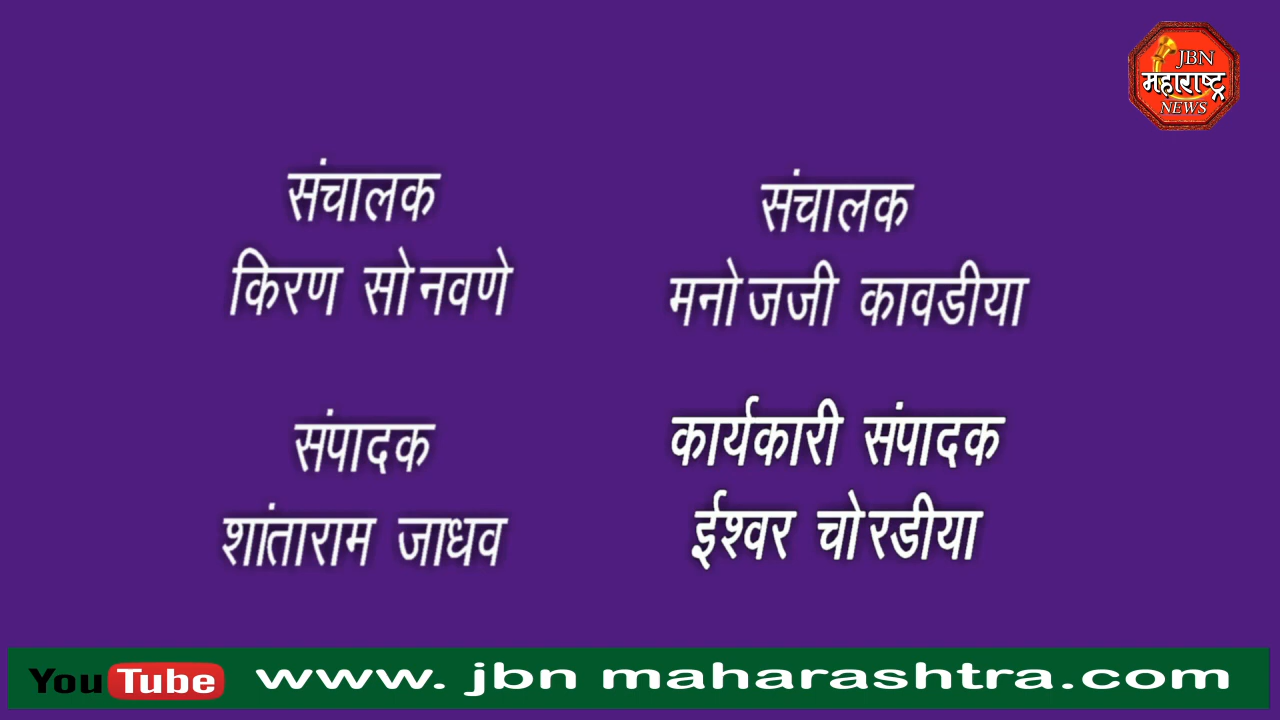 JBN
महाराष्ट्र
NEWS
संचालक
किरण सोनवणे
संचालक
मनोजजी कावडीया
संपादक
शांताराम जाधव
कार्यकारी संपादक
ईश्वर चोरडीया
YouTube www. jbn maharashtra.com